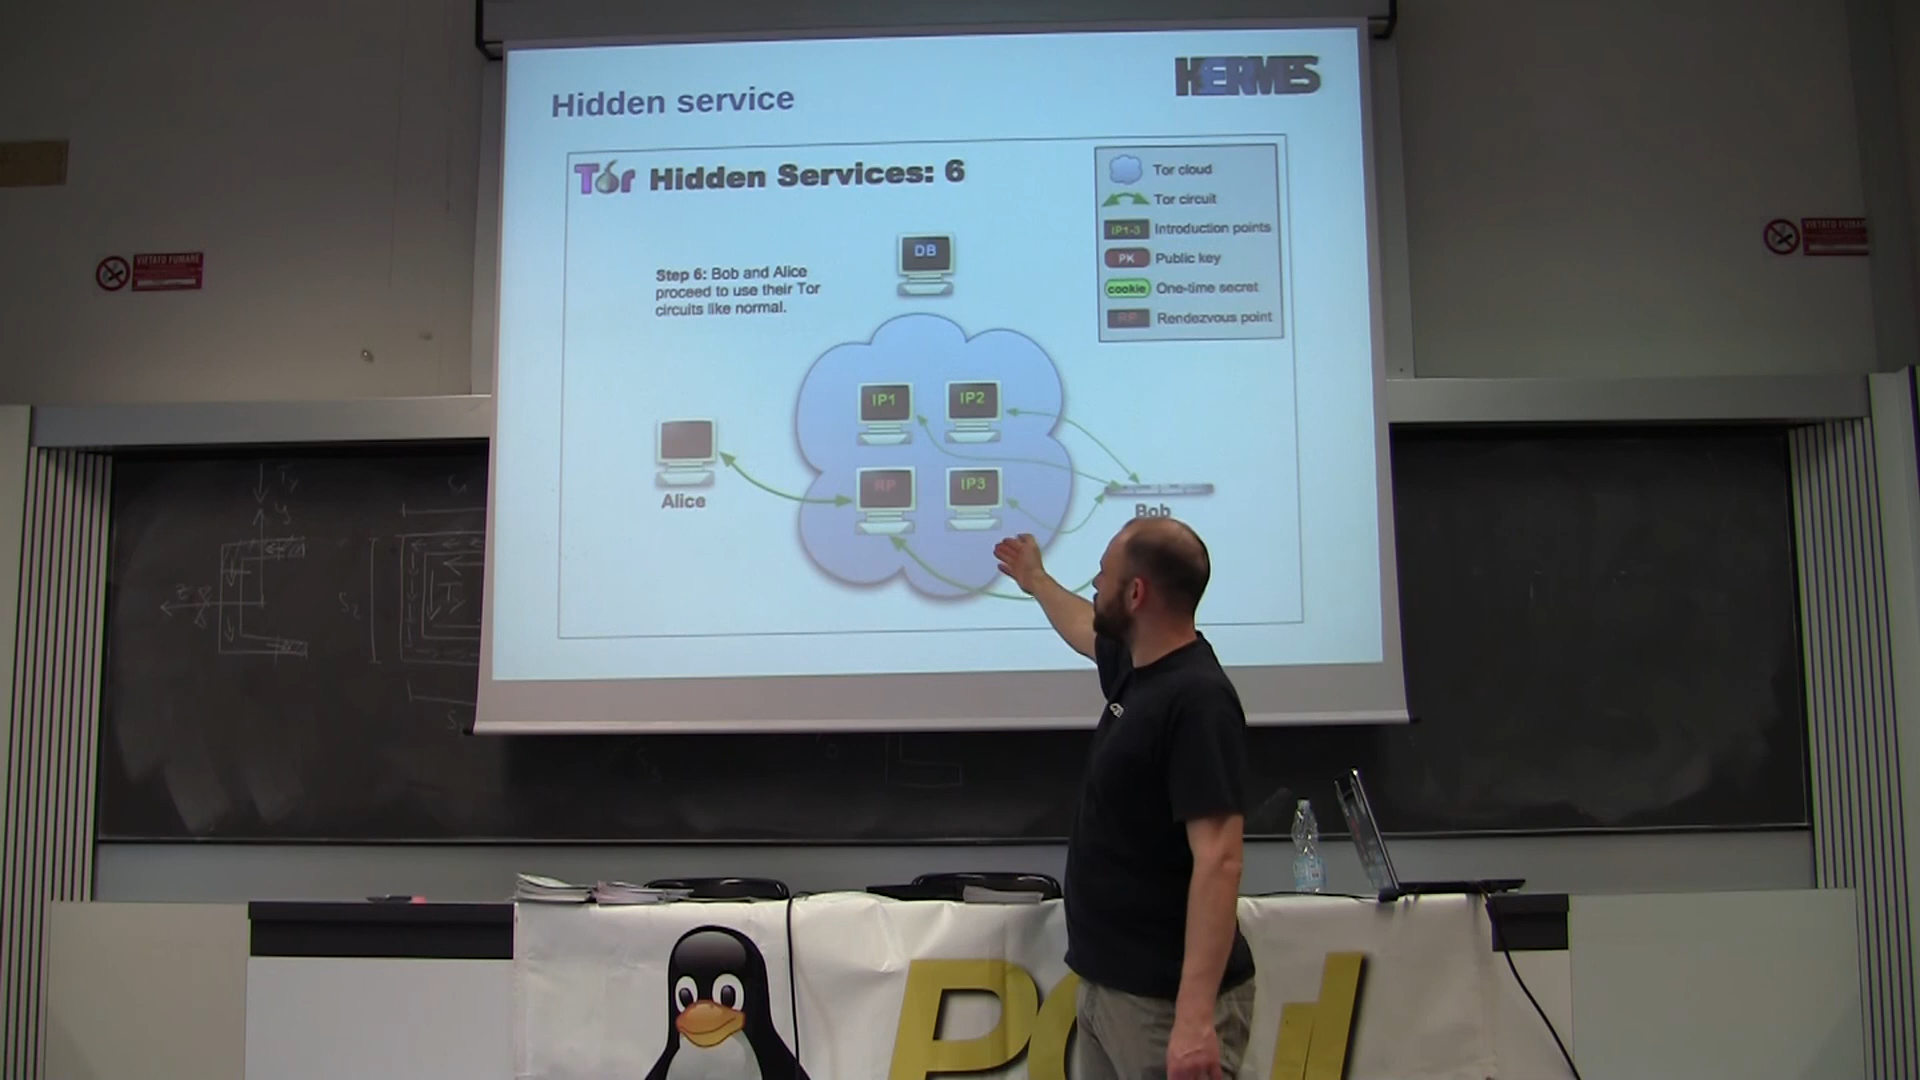 HERMES
Hidden service
Tor Hidden Services: 6
Tor cloud
Tor circuit
IP1-3 Introduction points
PK Public key
cookie One-time secret
RP Rendezvous point
DB
Step 6: Bob and Alice
proceed to use their Tor
circuits like normal.
IP1
IP2
RP
IP3
Alice
Bob
VIETATO FUMARE
VIETATO FUMARE